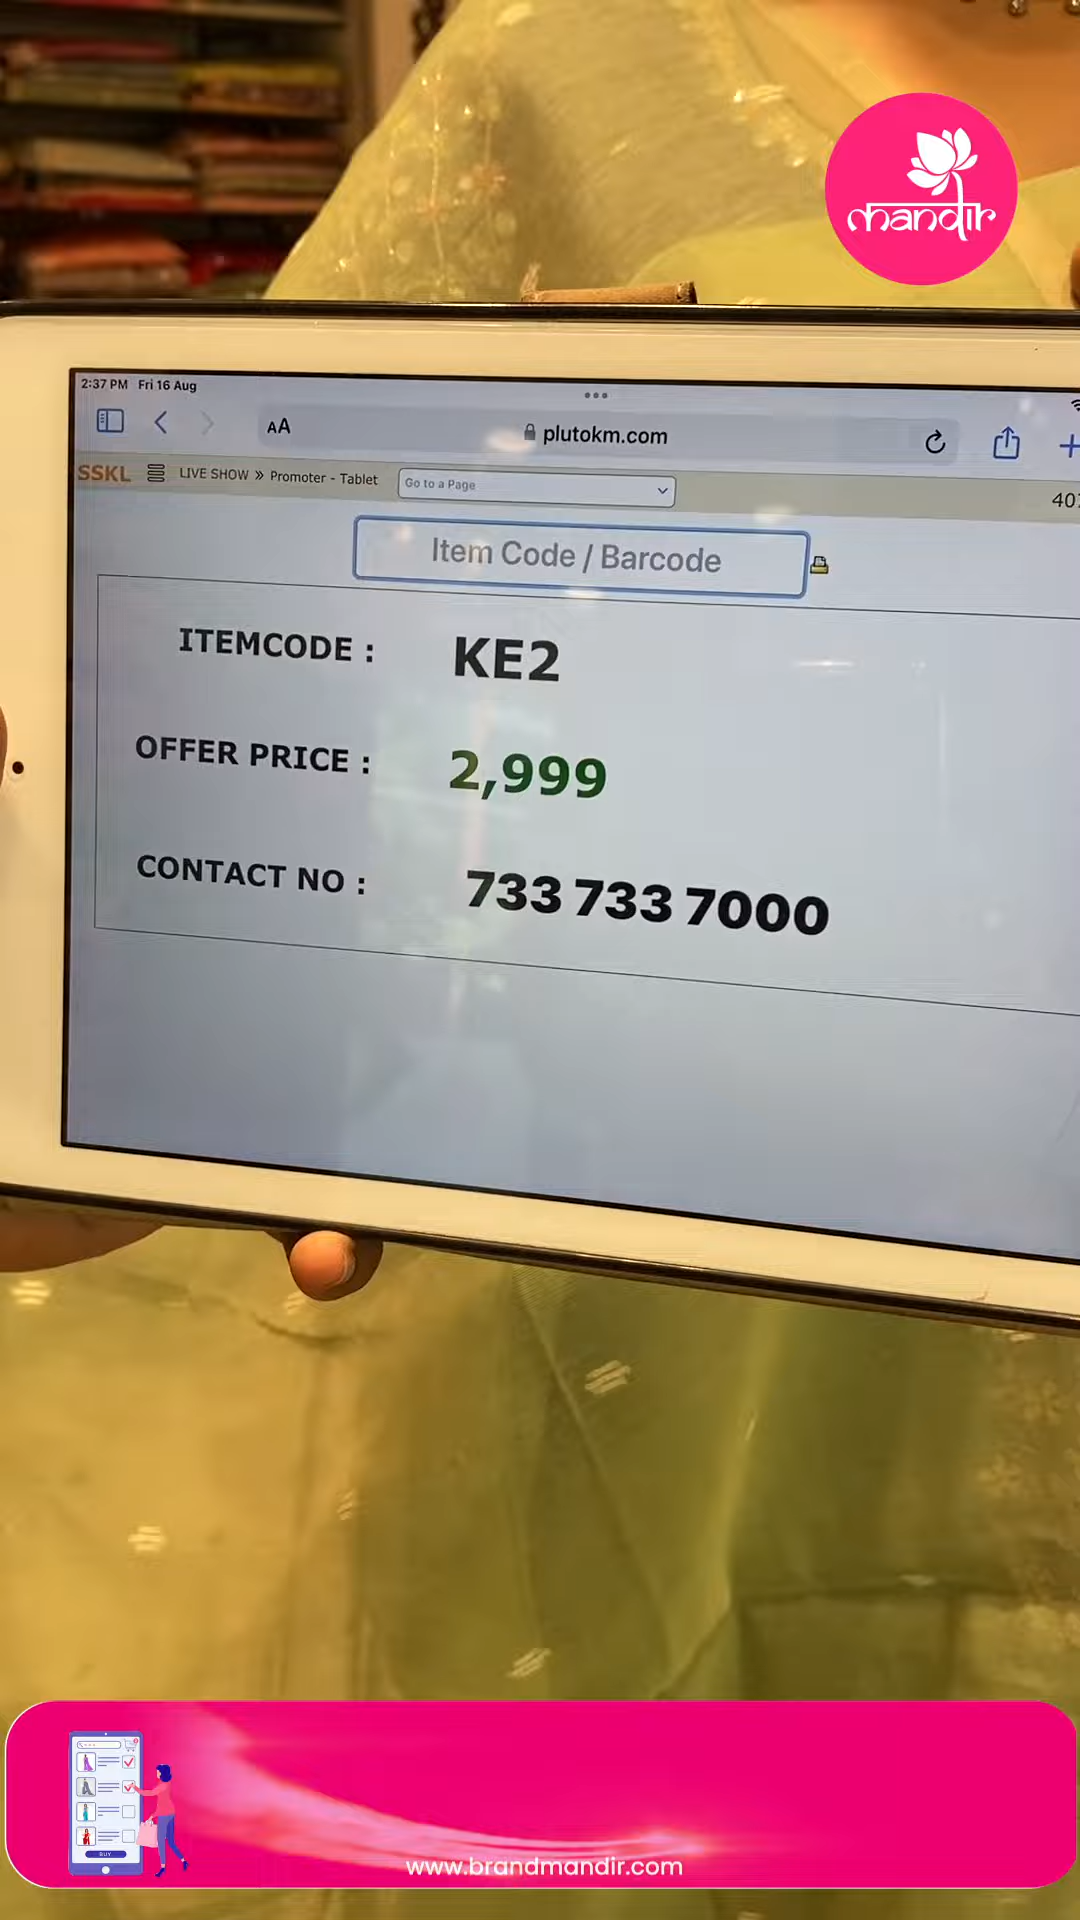 mandir
2:37 PM Fri 16 Aug
AA plutokm.com
SSKL LIVE SHOW » Promoter - Tablet Go to a Page
Item Code / Barcode
ITEMCODE : KE2
OFFER PRICE : 2,999
CONTACT NO : 733 733 7000
BUY
www.brandmandir.com